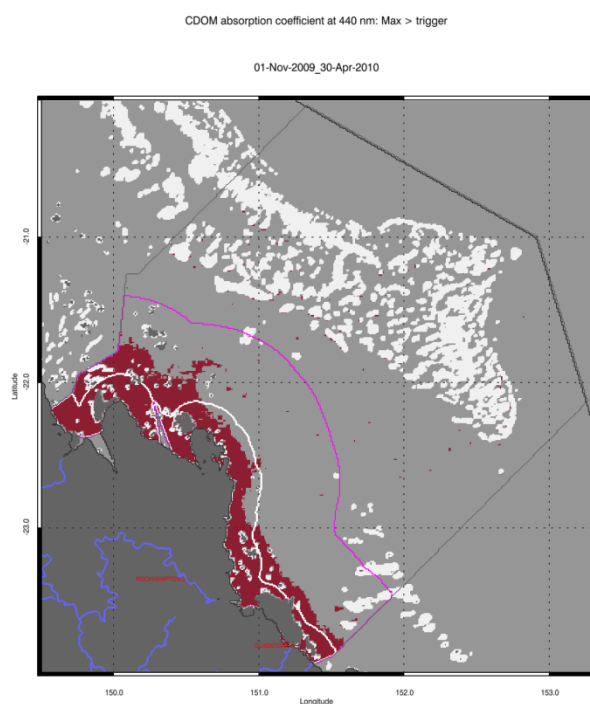 CDOM absorption coefficient at 440 nm: Max > trigger
01-Nov-2009_30-Apr-2010
-21.0
-22.0
-23.0
Latitude
ROCKHAMPTON
150.0 151.0 152.0 153.0
Longitude